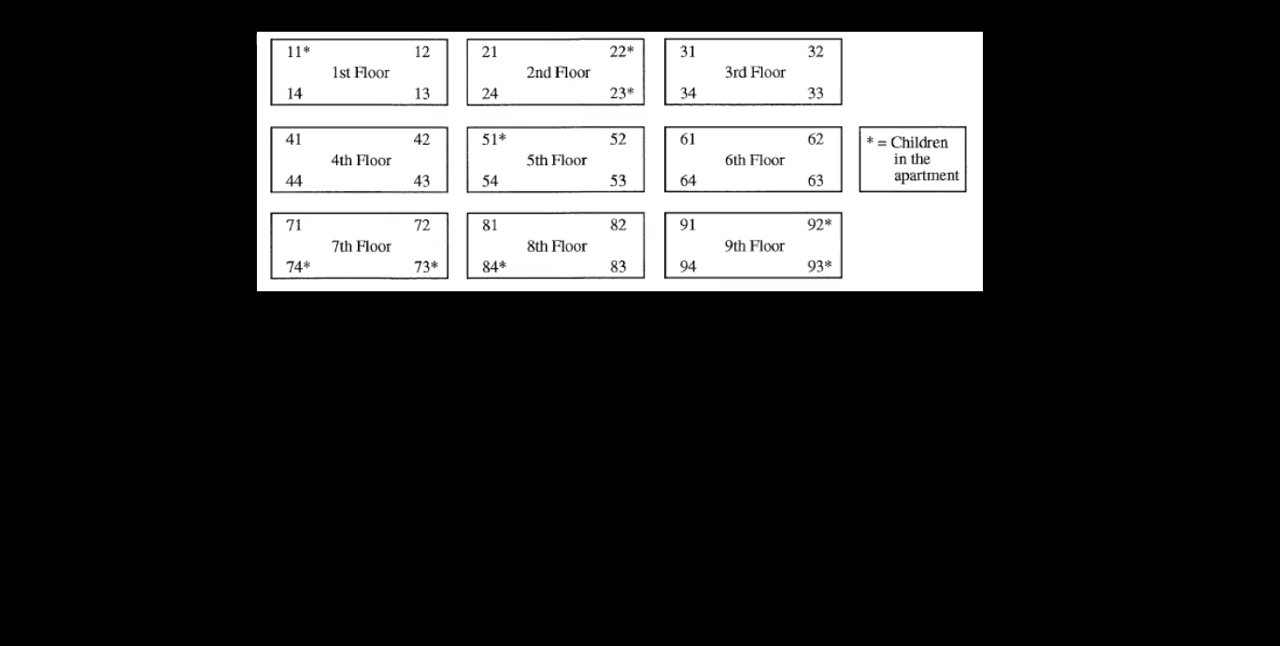 11* 12 21 22* 31 32
1st Floor 2nd Floor 3rd Floor
14 13 24 23* 34 33
41 42 51* 52 61 62
4th Floor 5th Floor 6th Floor
44 43 54 53 64 63
* = Children
in the
apartment
71 72 81 82 91 92*
7th Floor 8th Floor 9th Floor
74* 73* 84* 83 94 93*